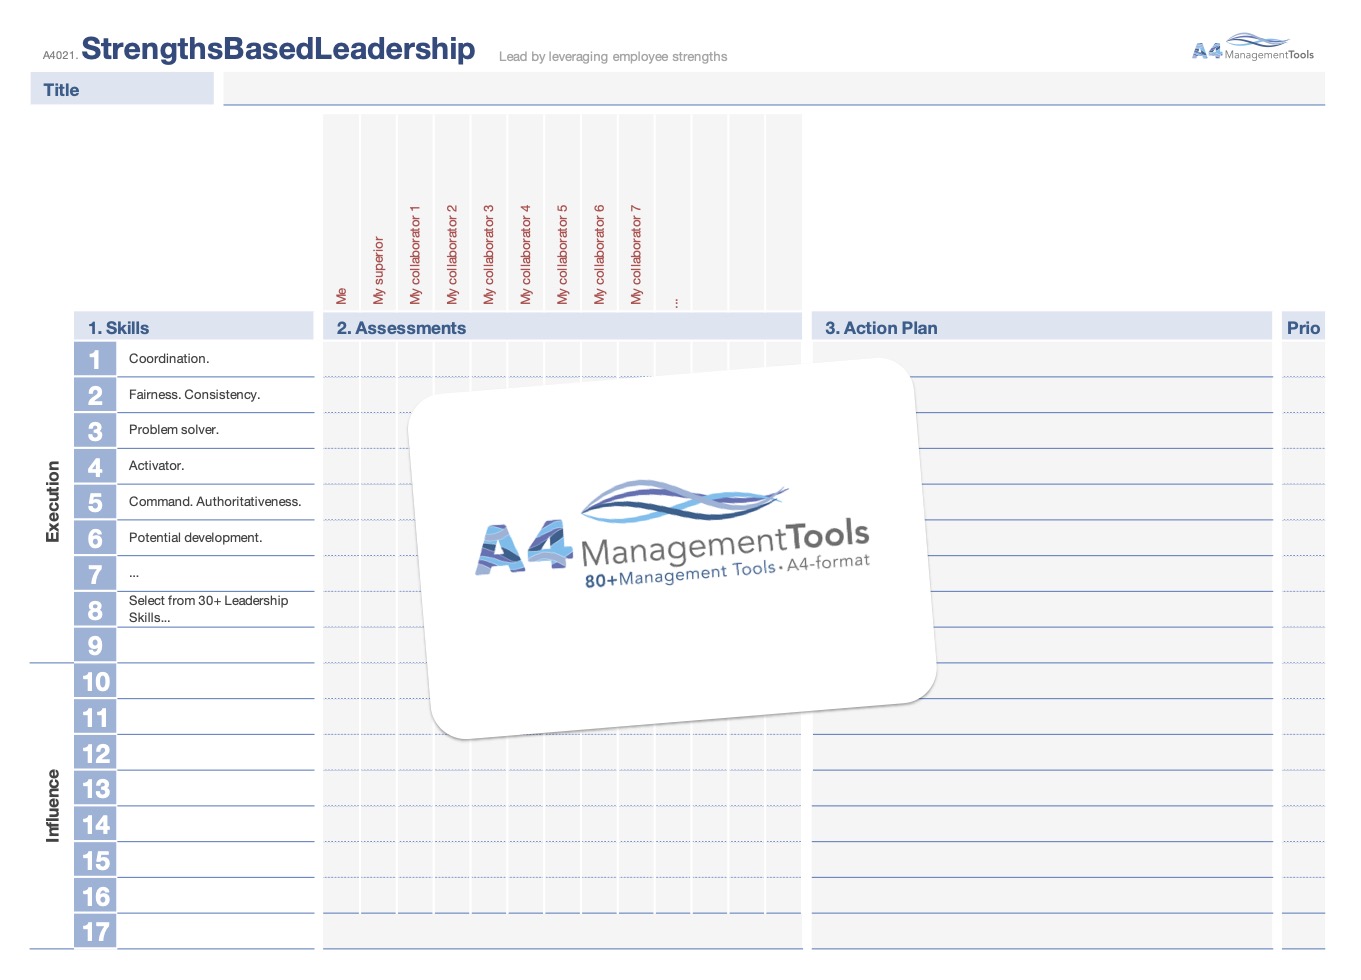 A4021. StrengthsBasedLeadership Lead by leveraging employee strengths
A4 ManagementTools
Title
Me
My superior
My collaborator 1
My collaborator 2
My collaborator 3
My collaborator 4
My collaborator 5
My collaborator 6
My collaborator 7
...
1. Skills 2. Assessments 3. Action Plan Prio
Execution
1 Coordination.
2 Fairness. Consistency.
3 Problem solver.
4 Activator.
5 Command. Authoritativeness.
6 Potential development.
7 ...
8 Select from 30+ Leadership
Skills...
9
Influence
10
11
12
13
14
15
16
17
A4 ManagementTools
80+Management Tools • A4-format